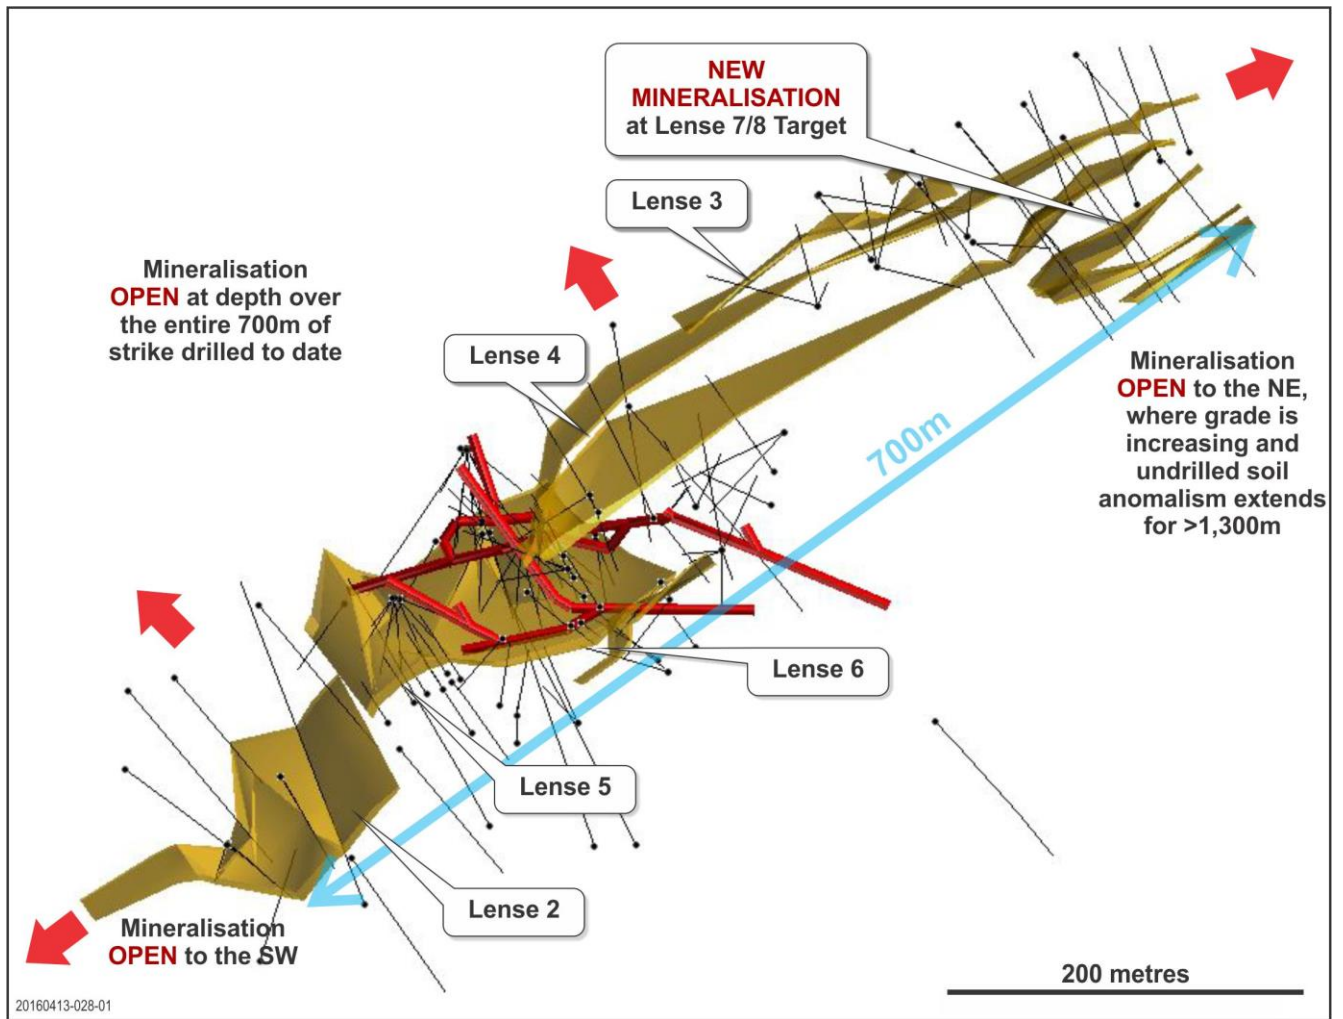 NEW
MINERALISATION
at Lense 7/8 Target
Lense 3
Mineralisation
OPEN at depth over
the entire 700m of
strike drilled to date
Lense 4
Mineralisation
OPEN to the NE,
where grade is
increasing and
undrilled soil
anomalism extends
for >1,300m
700m
Lense 6
Lense 5
Lense 2
Mineralisation
OPEN to the SW
200 metres
20160413-028-01